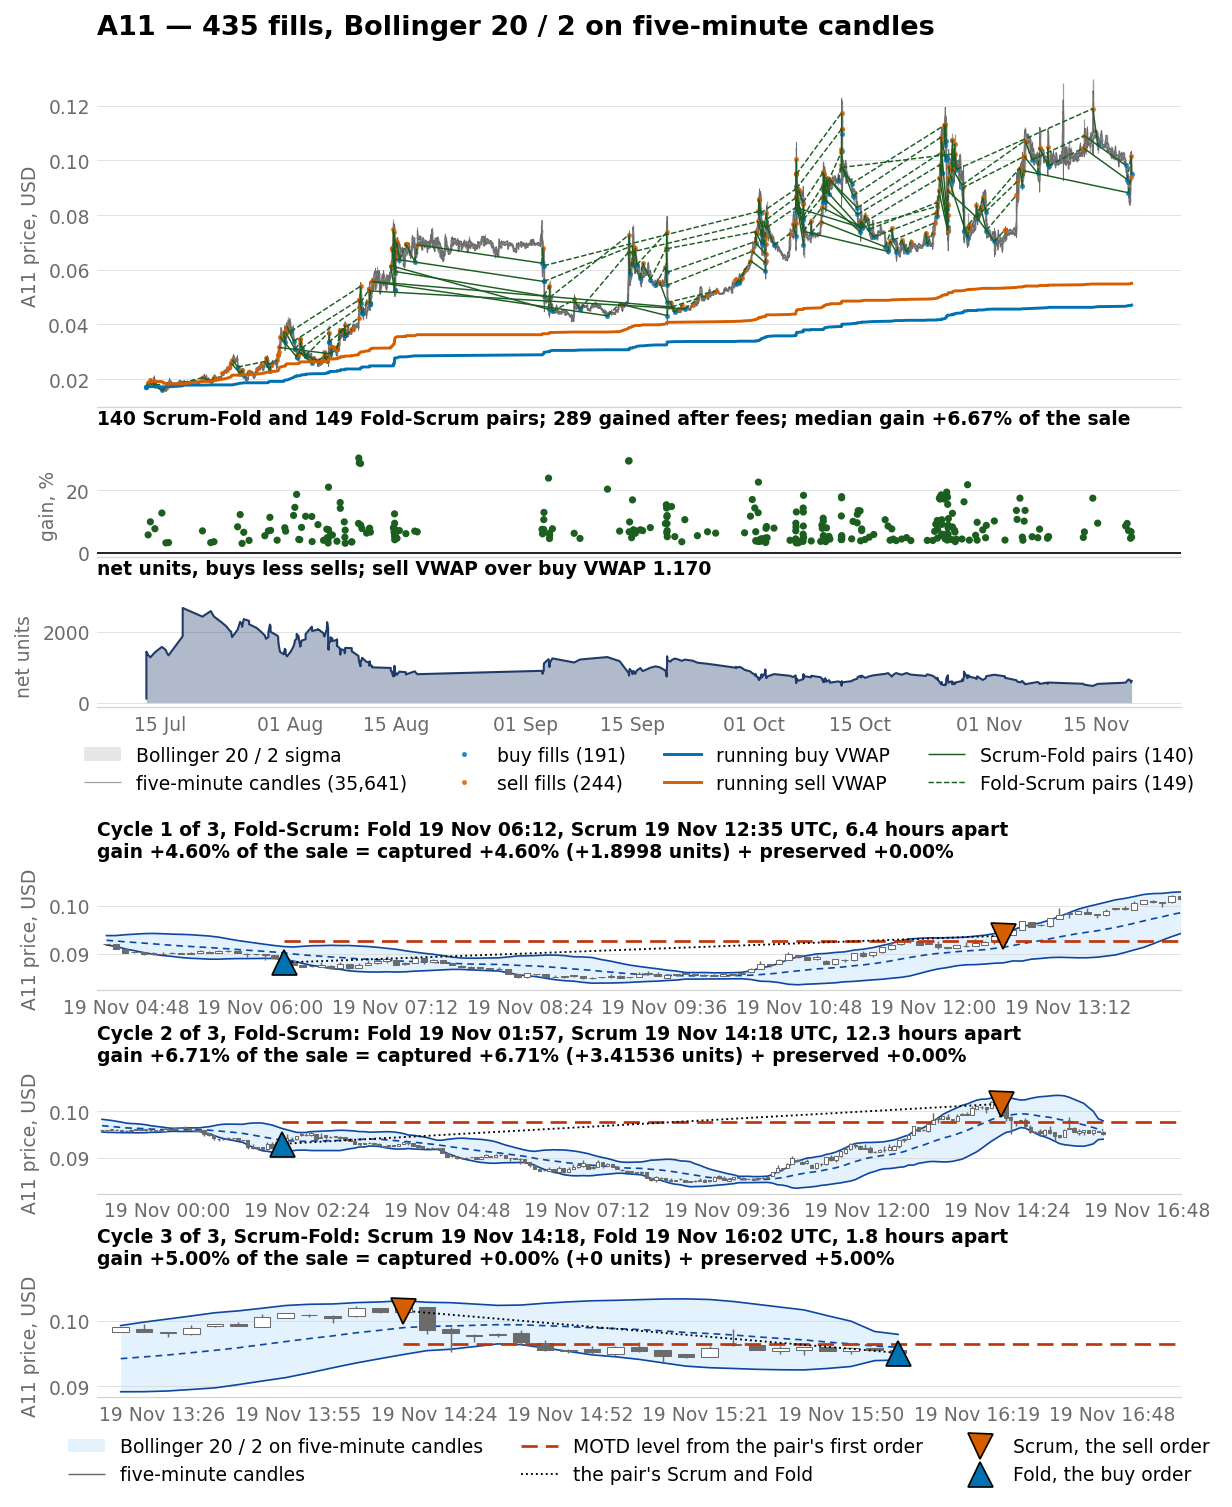 A11 — 435 fills, Bollinger 20 / 2 on five-minute candles
A11 price, USD
0.12
0.10
0.08
0.06
0.04
0.02
140 Scrum-Fold and 149 Fold-Scrum pairs; 289 gained after fees; median gain +6.67% of the sale
gain, %
20
0
net units, buys less sells; sell VWAP over buy VWAP 1.170
net units
2000
0
15 Jul 01 Aug 15 Aug 01 Sep 15 Sep 01 Oct 15 Oct 01 Nov 15 Nov
Bollinger 20 / 2 sigma buy fills (191) running buy VWAP Scrum-Fold pairs (140)
five-minute candles (35,641) sell fills (244) running sell VWAP Fold-Scrum pairs (149)
Cycle 1 of 3, Fold-Scrum: Fold 19 Nov 06:12, Scrum 19 Nov 12:35 UTC, 6.4 hours apart
gain +4.60% of the sale = captured +4.60% (+1.8998 units) + preserved +0.00%
A11 price, USD
0.10
0.09
19 Nov 04:48 19 Nov 06:00 19 Nov 07:12 19 Nov 08:24 19 Nov 09:36 19 Nov 10:48 19 Nov 12:00 19 Nov 13:12
Cycle 2 of 3, Fold-Scrum: Fold 19 Nov 01:57, Scrum 19 Nov 14:18 UTC, 12.3 hours apart
gain +6.71% of the sale = captured +6.71% (+3.41536 units) + preserved +0.00%
A11 price, USD
0.10
0.09
19 Nov 00:00 19 Nov 02:24 19 Nov 04:48 19 Nov 07:12 19 Nov 09:36 19 Nov 12:00 19 Nov 14:24 19 Nov 16:48
Cycle 3 of 3, Scrum-Fold: Scrum 19 Nov 14:18, Fold 19 Nov 16:02 UTC, 1.8 hours apart
gain +5.00% of the sale = captured +0.00% (+0 units) + preserved +5.00%
A11 price, USD
0.10
0.09
19 Nov 13:26 19 Nov 13:55 19 Nov 14:24 19 Nov 14:52 19 Nov 15:21 19 Nov 15:50 19 Nov 16:19 19 Nov 16:48
Bollinger 20 / 2 on five-minute candles MOTD level from the pair's first order Scrum, the sell order
five-minute candles the pair's Scrum and Fold Fold, the buy order